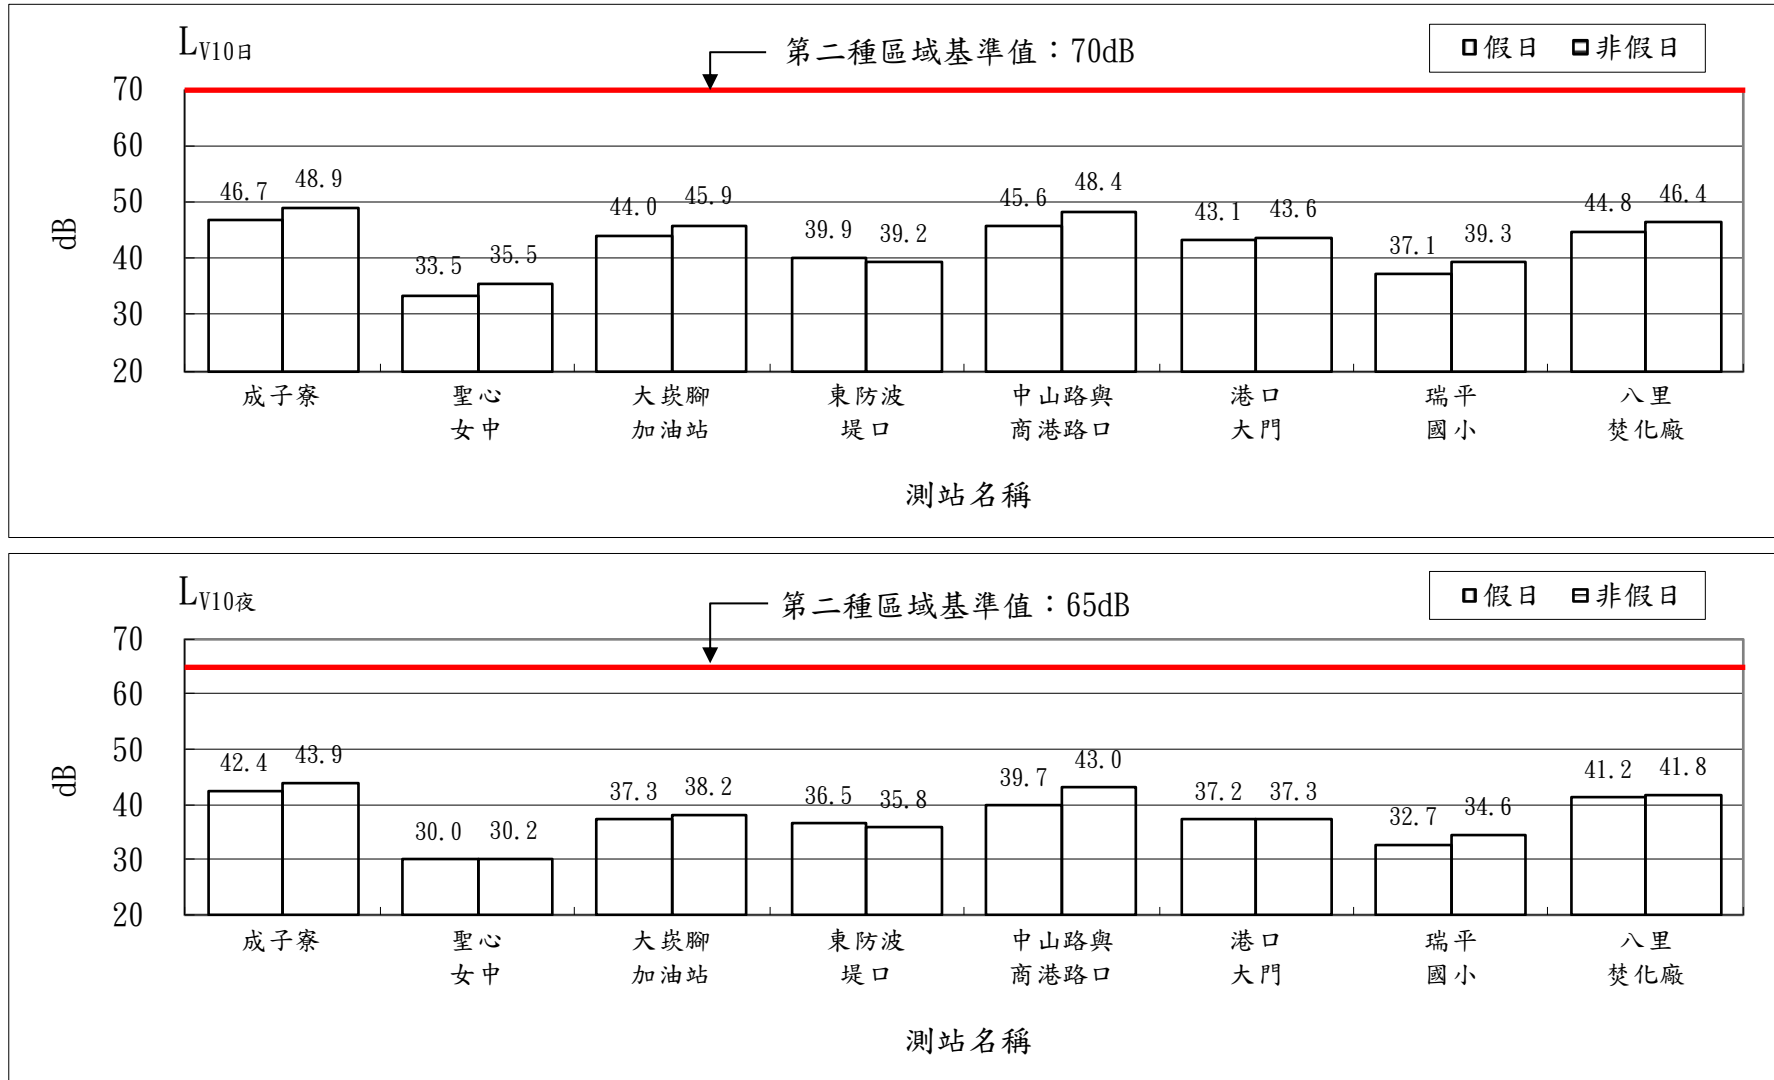 L_V10日
第二種區域基準值：70dB
假日 非假日
dB
70
60
50
40
30
20
46.7 48.9 33.5 35.5 44.0 45.9 39.9 39.2 45.6 48.4 43.1 43.6 37.1 39.3 44.8 46.4
成子寮 聖心 大崁腳 東防波 中山路與 港口 瑞平 八里
女中 加油站 堤口 商港路口 大門 國小 焚化廠
測站名稱
L_V10夜
第二種區域基準值：65dB
假日 非假日
dB
70
60
50
40
30
20
42.4 43.9 30.0 30.2 37.3 38.2 36.5 35.8 39.7 43.0 37.2 37.3 32.7 34.6 41.2 41.8
成子寮 聖心 大崁腳 東防波 中山路與 港口 瑞平 八里
女中 加油站 堤口 商港路口 大門 國小 焚化廠
測站名稱